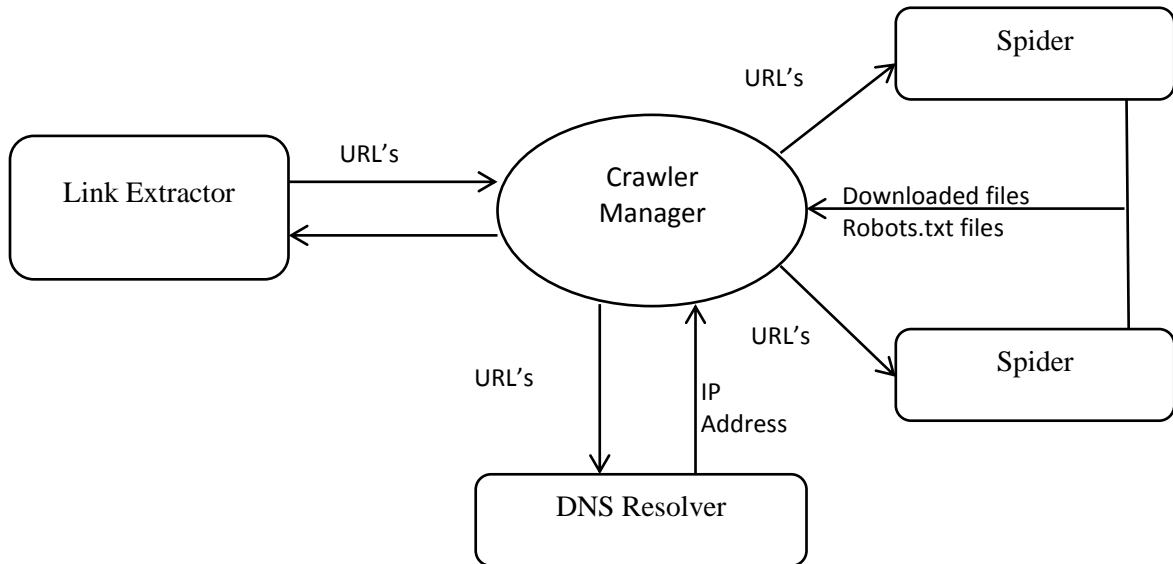 Spider
URL’s
URL’s
Link Extractor
Crawler
Manager
Downloaded files
Robots.txt files
URL’s
Spider
URL’s
IP
Address
DNS Resolver